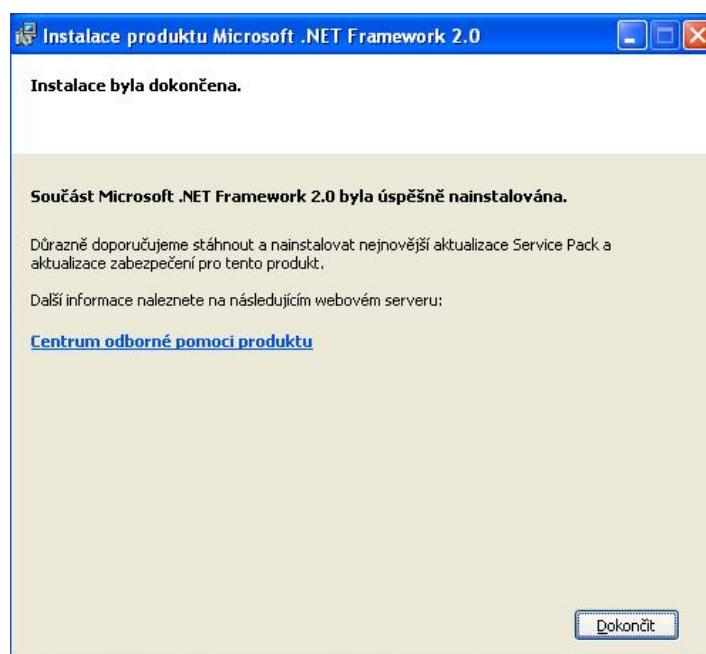 Instalace produktu Microsoft .NET Framework 2.0
Instalace byla dokončena.
Součást Microsoft .NET Framework 2.0 byla úspěšně nainstalována.
Důrazně doporučujeme stáhnout a nainstalovat nejnovější aktualizace Service Pack a
aktualizace zabezpečení pro tento produkt.
Další informace naleznete na následujícím webovém serveru:
Centrum odborné pomoci produktu
Dokončit